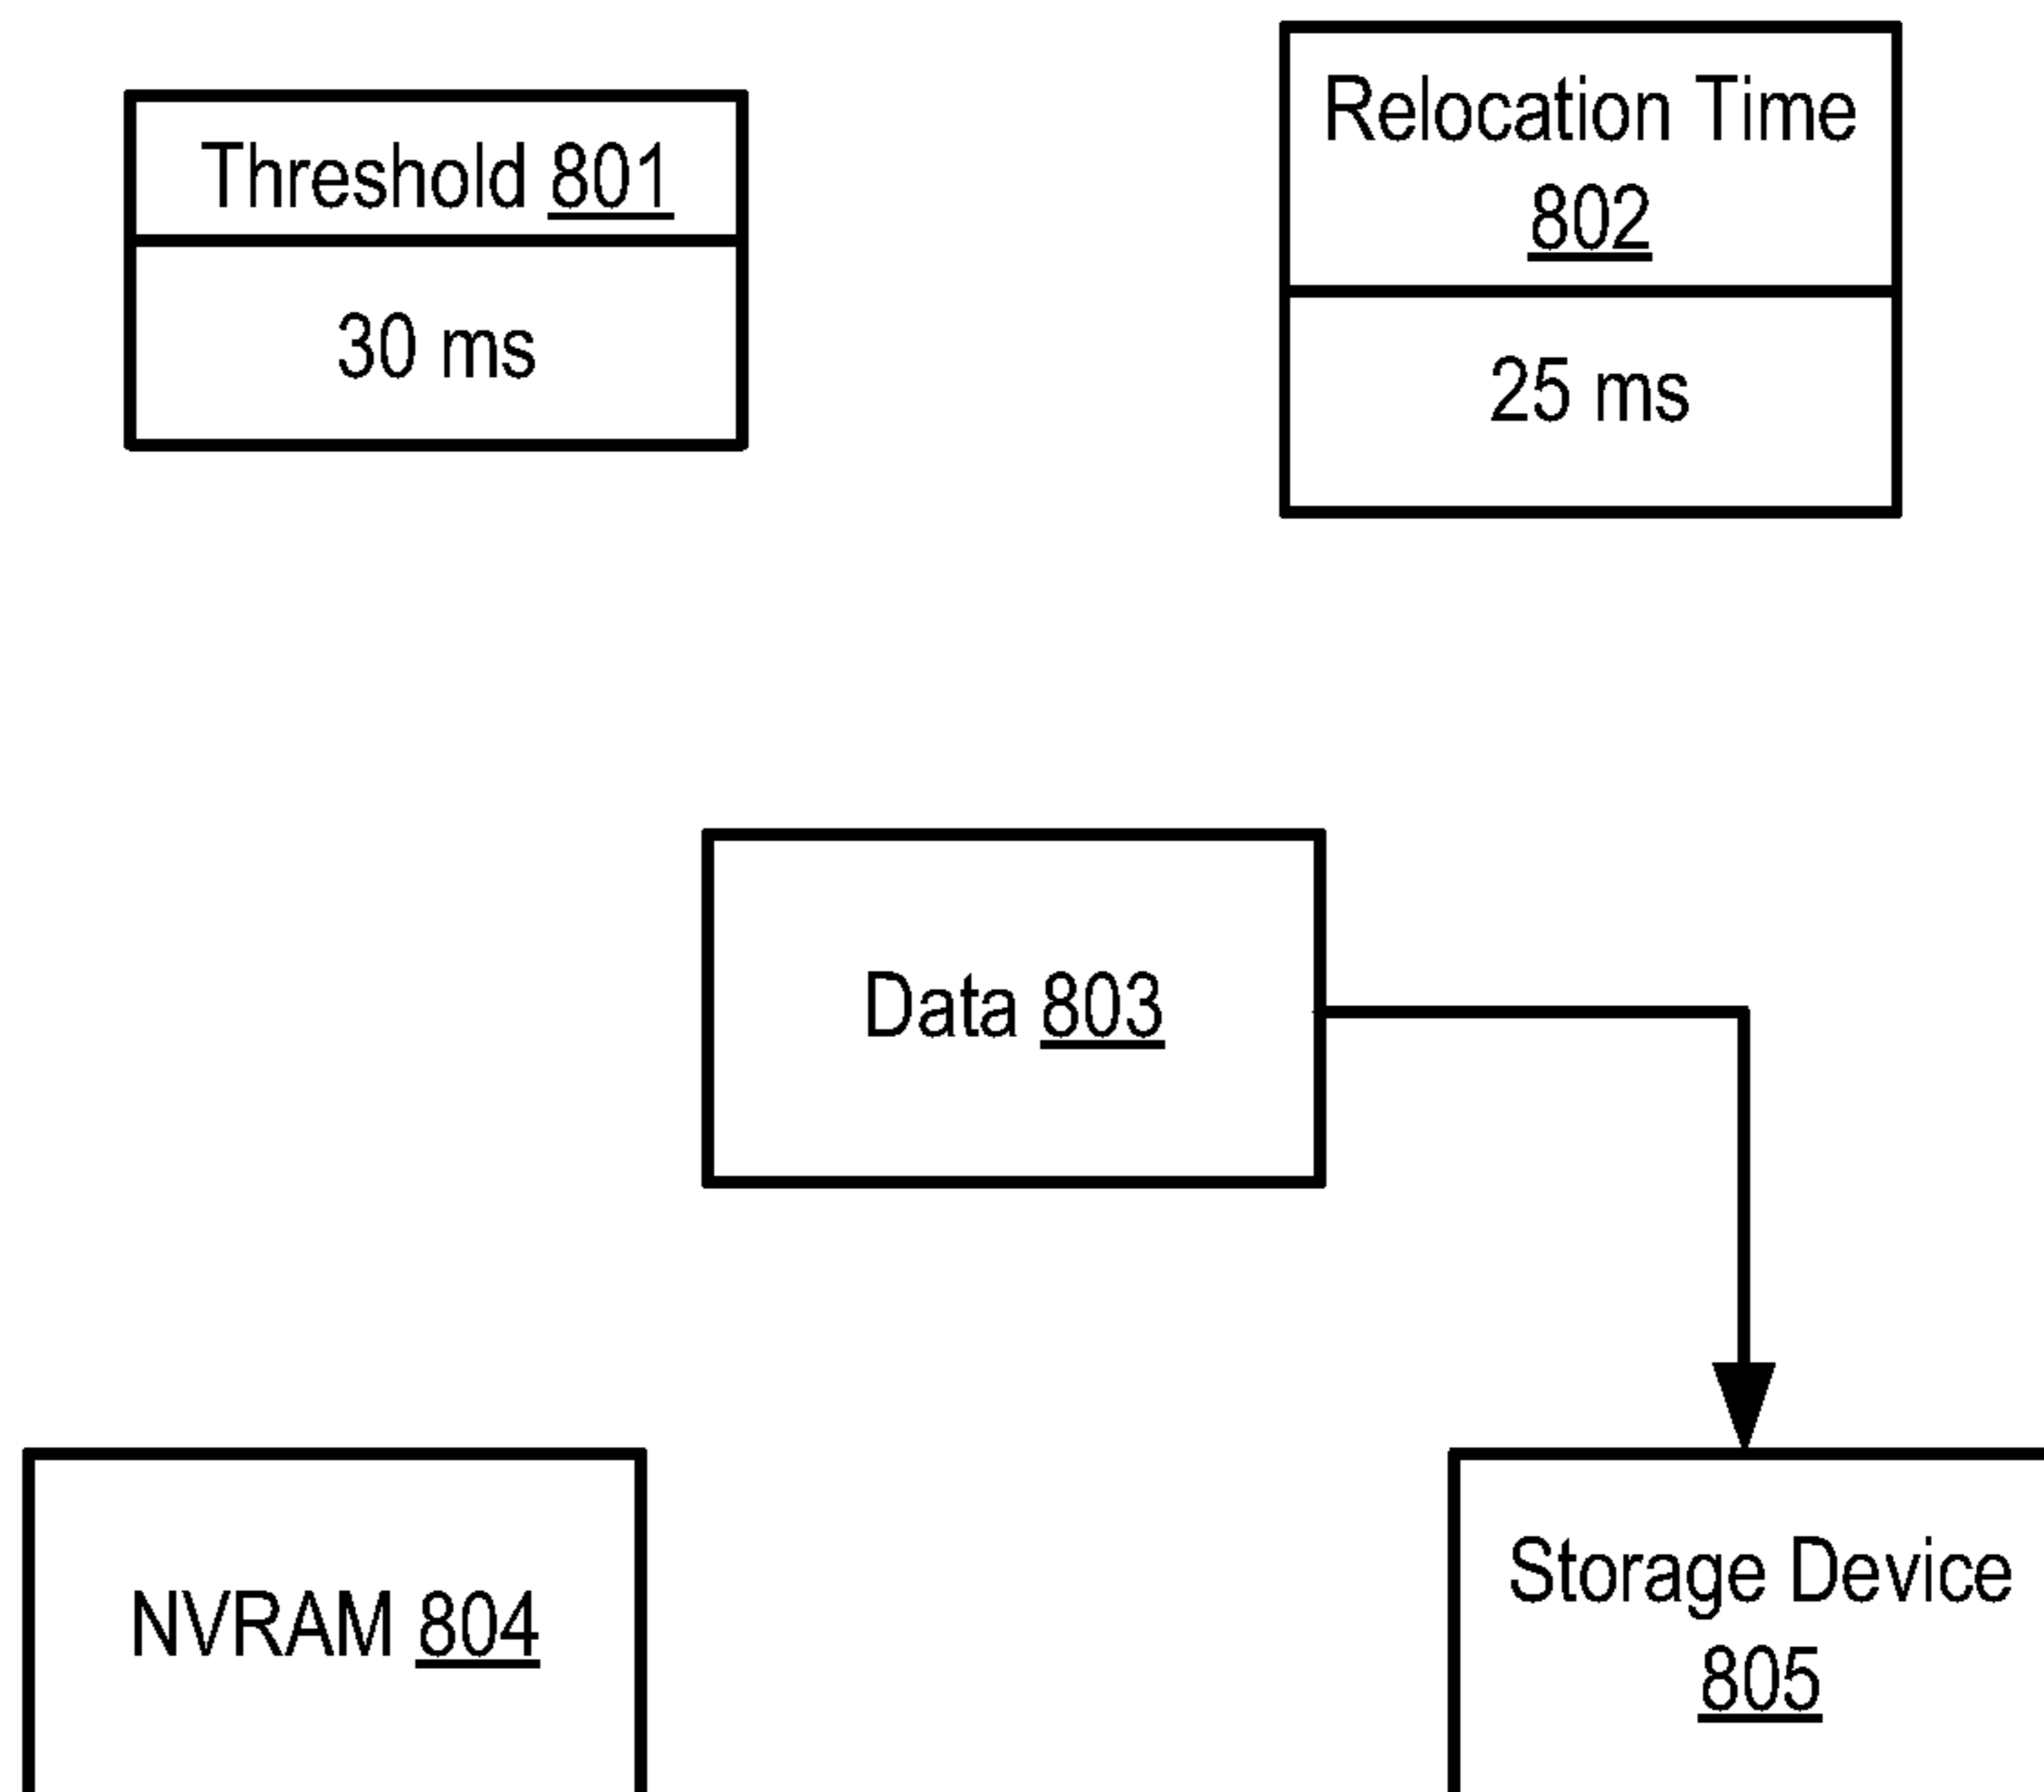 Threshold 801
30 ms
Relocation Time
802
25 ms
Data 803
NVRAM 804
Storage Device
805